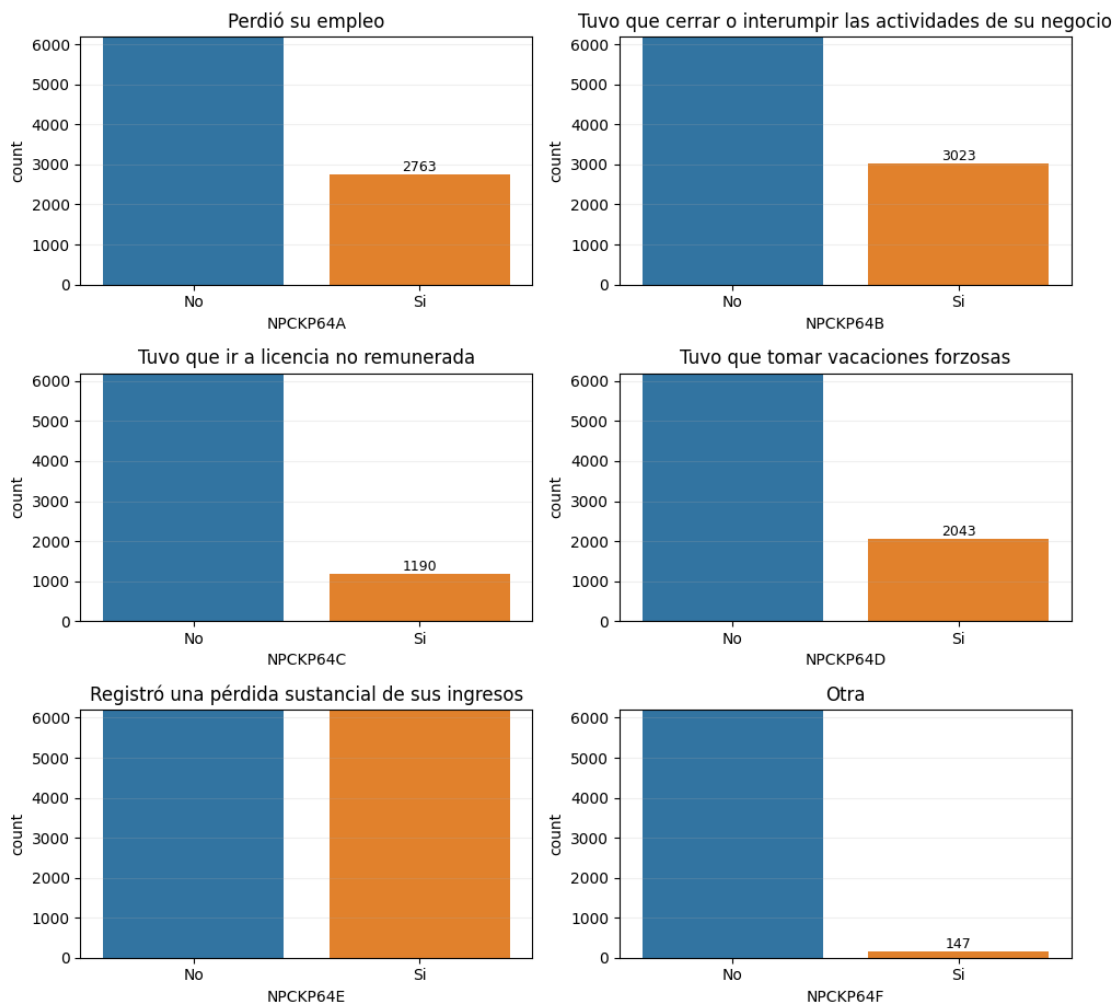 Perdió su empleo
6000
5000
4000
3000
2000
1000
0
count
2763
No
Si
NPCKP64A
Tuvo que cerrar o interrumpir las actividades de su negocio
6000
5000
4000
3000
2000
1000
0
count
3023
No
Si
NPCKP64B
Tuvo que ir a licencia no remunerada
6000
5000
4000
3000
2000
1000
0
count
1190
No
Si
NPCKP64C
Tuvo que tomar vacaciones forzosas
6000
5000
4000
3000
2000
1000
0
count
2043
No
Si
NPCKP64D
Registró una pérdida sustancial de sus ingresos
6000
5000
4000
3000
2000
1000
0
count
No
Si
NPCKP64E
Otra
6000
5000
4000
3000
2000
1000
0
count
147
No
Si
NPCKP64F